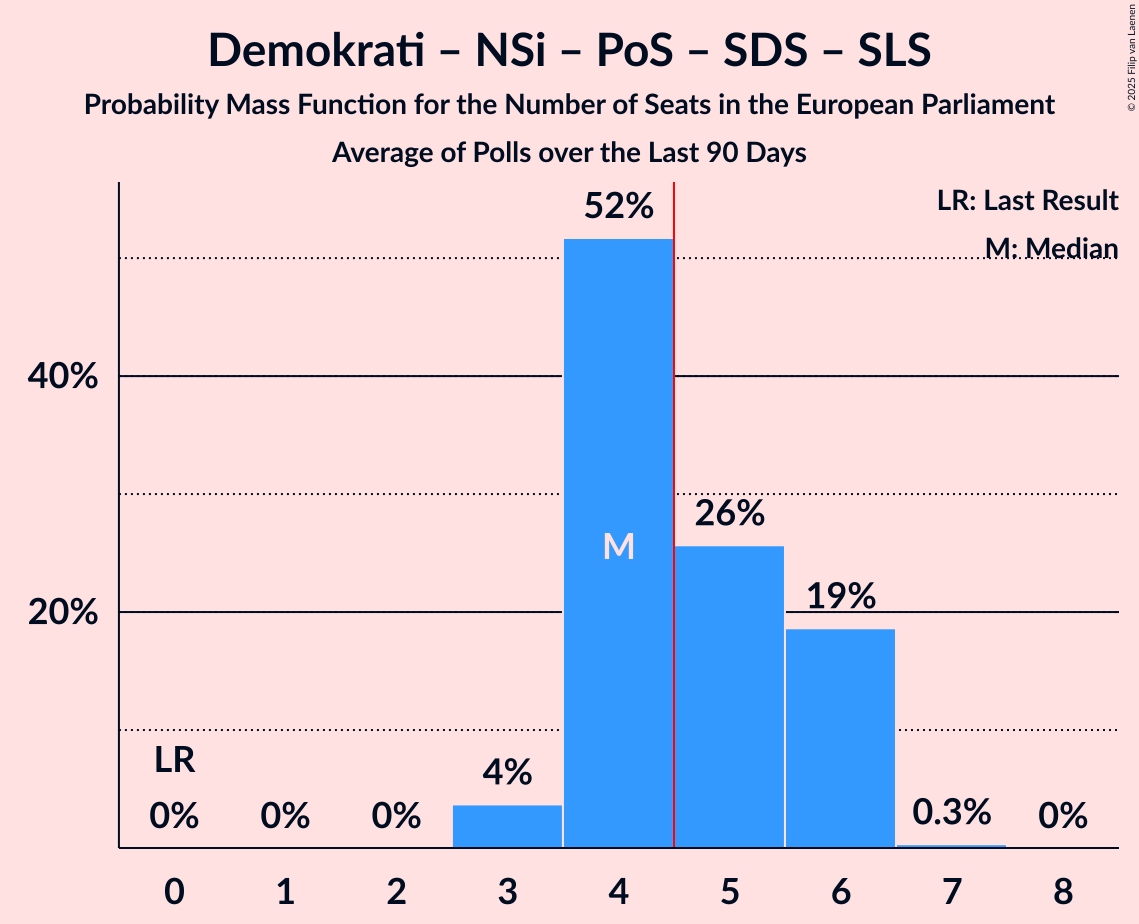 Demokrati – NSi – PoS – SDS – SLS
Probability Mass Function for the Number of Seats in the European Parliament
Average of Polls over the Last 90 Days
© 2025 Filip van Laenen
LR: Last Result
M: Median
52%
40%
26%
M
20%
19%
LR
4%
0% 0% 0% 0.3% 0%
0 1 2 3 4 5 6 7 8